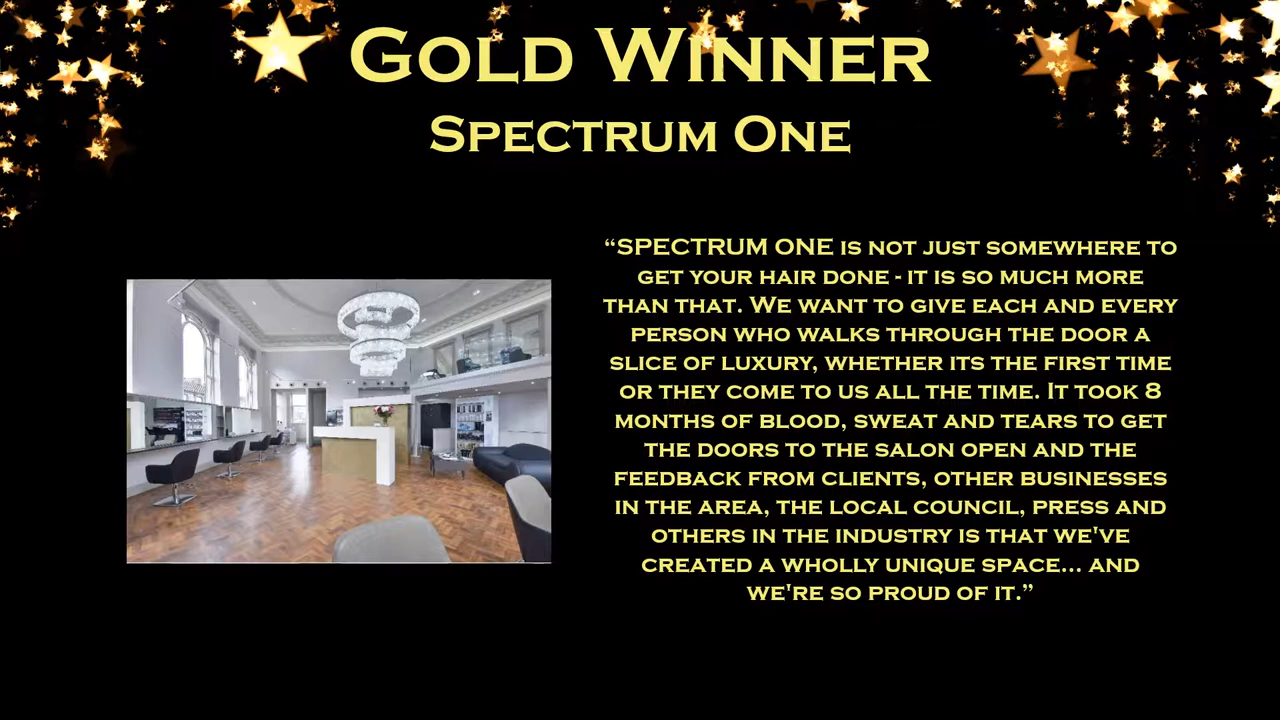 GOLD WINNER
SPECTRUM ONE
“SPECTRUM ONE IS NOT JUST SOMEWHERE TO
GET YOUR HAIR DONE - IT IS SO MUCH MORE
THAN THAT. WE WANT TO GIVE EACH AND EVERY
PERSON WHO WALKS THROUGH THE DOOR A
SLICE OF LUXURY, WHETHER ITS THE FIRST TIME
OR THEY COME TO US ALL THE TIME. IT TOOK 8
MONTHS OF BLOOD, SWEAT AND TEARS TO GET
THE DOORS TO THE SALON OPEN AND THE
FEEDBACK FROM CLIENTS, OTHER BUSINESSES
IN THE AREA, THE LOCAL COUNCIL, PRESS AND
OTHERS IN THE INDUSTRY IS THAT WE'VE
CREATED A WHOLLY UNIQUE SPACE... AND
WE'RE SO PROUD OF IT.”